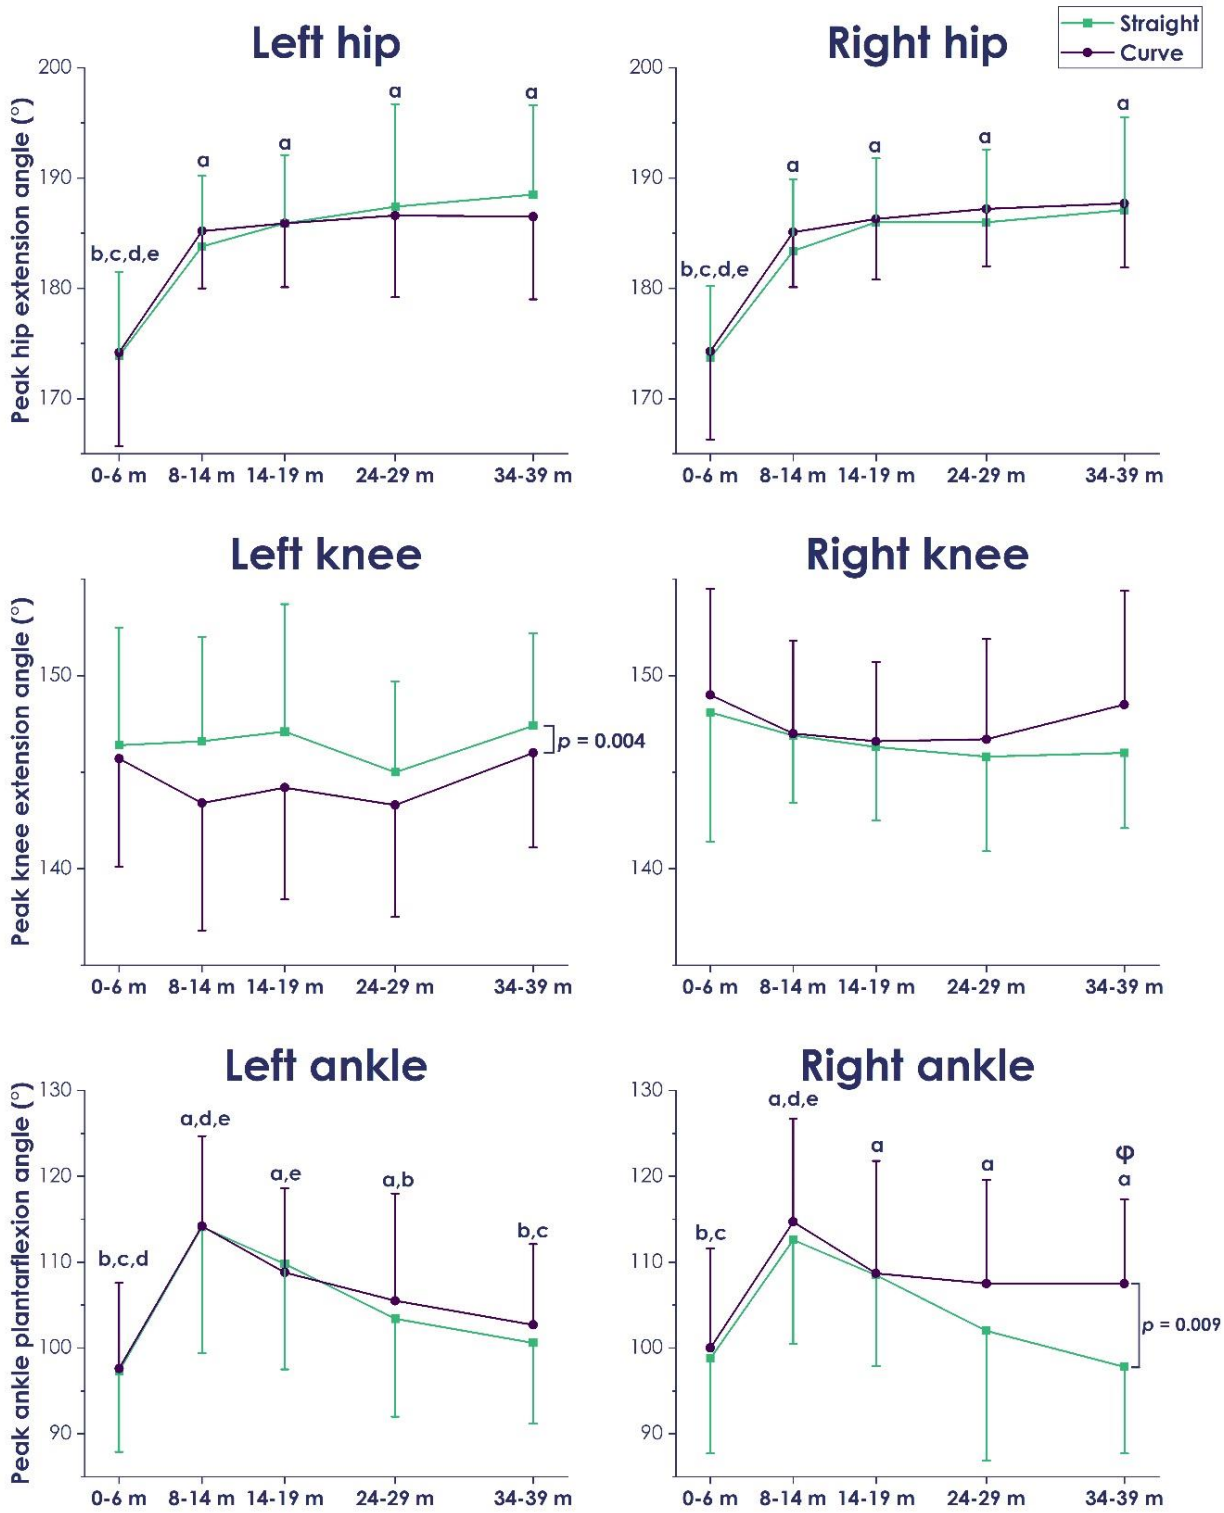 Straight
Curve
Left hip
Right hip
Peak hip extension angle (°)
200
190
180
170
b,c,d,e
a
a
a
a
0-6 m 8-14 m 14-19 m 24-29 m 34-39 m
200
190
180
170
b,c,d,e
a
a
a
a
0-6 m 8-14 m 14-19 m 24-29 m 34-39 m
Left knee
Right knee
Peak knee extension angle (°)
150
140
p = 0.004
0-6 m 8-14 m 14-19 m 24-29 m 34-39 m
150
140
0-6 m 8-14 m 14-19 m 24-29 m 34-39 m
Left ankle
Right ankle
Peak ankle plantarflexion angle (°)
130
120
110
100
90
b,c,d
a,d,e
a,e
a,b
b,c
0-6 m 8-14 m 14-19 m 24-29 m 34-39 m
130
120
110
100
90
b,c
a,d,e
a
a
φ
a
p = 0.009
0-6 m 8-14 m 14-19 m 24-29 m 34-39 m